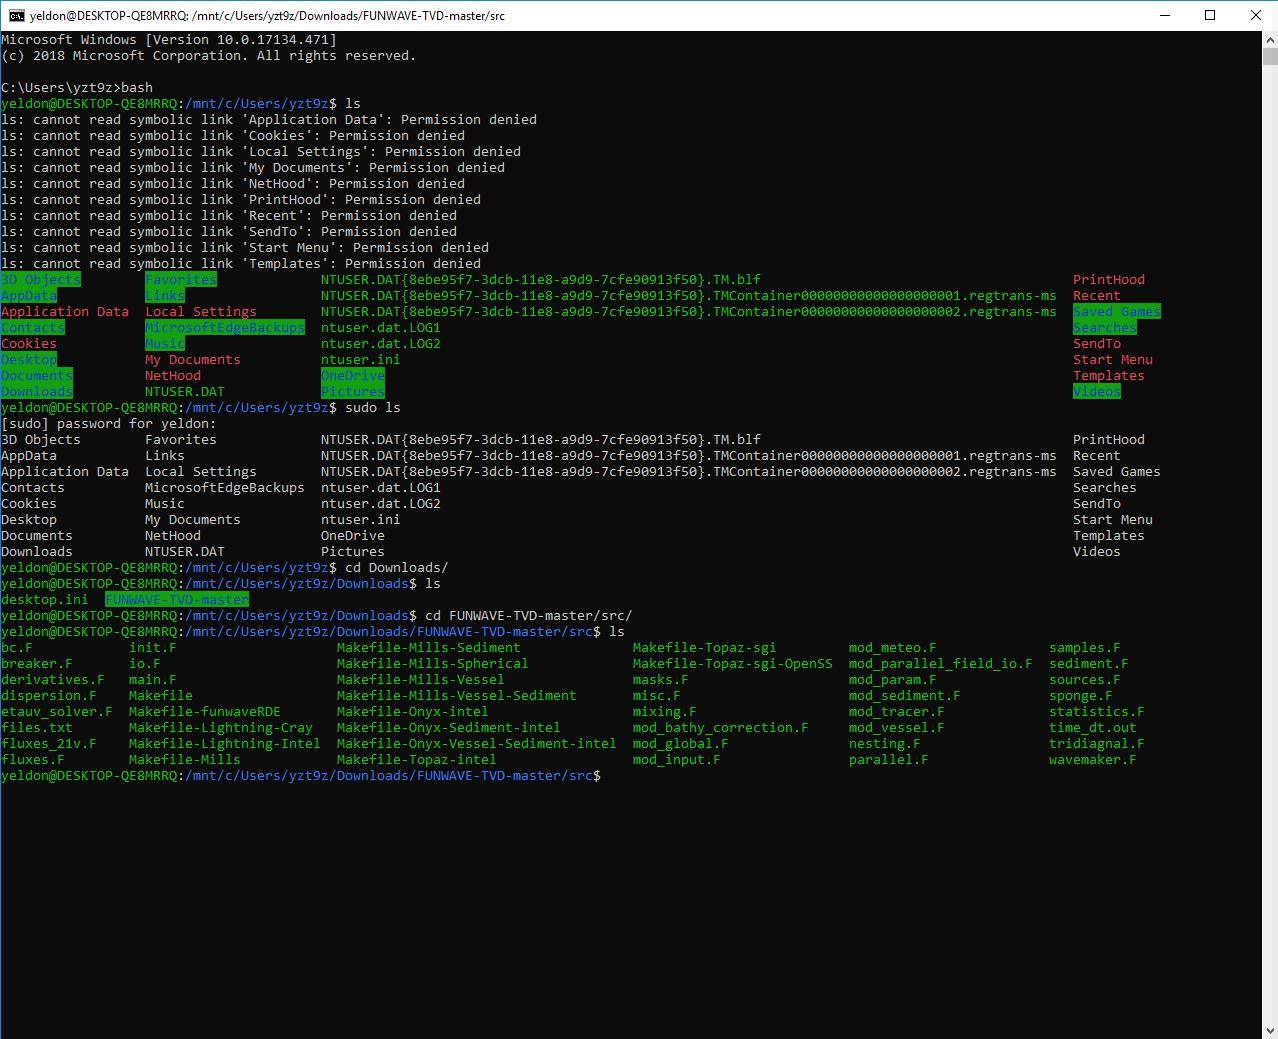 yeldon@DESKTOP-QE8MRRQ: /mnt/c/Users/yzt9z/Downloads/FUNWAVE-TVD-master/src
Microsoft Windows [Version 10.0.17134.471]
(c) 2018 Microsoft Corporation. All rights reserved.
C:\Users\yzt9z>bash
yeldon@DESKTOP-QE8MRRQ:/mnt/c/Users/yzt9z$ ls
ls: cannot read symbolic link 'Application Data': Permission denied
ls: cannot read symbolic link 'Cookies': Permission denied
ls: cannot read symbolic link 'Local Settings': Permission denied
ls: cannot read symbolic link 'My Documents': Permission denied
ls: cannot read symbolic link 'NetHood': Permission denied
ls: cannot read symbolic link 'PrintHood': Permission denied
ls: cannot read symbolic link 'Recent': Permission denied
ls: cannot read symbolic link 'SendTo': Permission denied
ls: cannot read symbolic link 'Start Menu': Permission denied
ls: cannot read symbolic link 'Templates': Permission denied
3D Objects Favorites NTUSER.DAT{8ebe95f7-3dcb-11e8-a9d9-7cfe90913f50}.TM.blf PrintHood
AppData Links NTUSER.DAT{8ebe95f7-3dcb-11e8-a9d9-7cfe90913f50}.TMContainer00000000000000000001.regtrans-ms Recent
Application Data Local Settings NTUSER.DAT{8ebe95f7-3dcb-11e8-a9d9-7cfe90913f50}.TMContainer00000000000000000002.regtrans-ms Saved Games
Contacts MicrosoftEdgeBackups ntuser.dat.LOG1 Searches
Cookies Music ntuser.dat.LOG2 SendTo
Desktop My Documents ntuser.ini Start Menu
Documents NetHood OneDrive Templates
Downloads NTUSER.DAT Pictures Videos
yeldon@DESKTOP-QE8MRRQ:/mnt/c/Users/yzt9z$ sudo ls
[sudo] password for yeldon:
3D Objects Favorites NTUSER.DAT{8ebe95f7-3dcb-11e8-a9d9-7cfe90913f50}.TM.blf PrintHood
AppData Links NTUSER.DAT{8ebe95f7-3dcb-11e8-a9d9-7cfe90913f50}.TMContainer00000000000000000001.regtrans-ms Recent
Application Data Local Settings NTUSER.DAT{8ebe95f7-3dcb-11e8-a9d9-7cfe90913f50}.TMContainer00000000000000000002.regtrans-ms Saved Games
Contacts MicrosoftEdgeBackups ntuser.dat.LOG1 Searches
Cookies Music ntuser.dat.LOG2 SendTo
Desktop My Documents ntuser.ini Start Menu
Documents NetHood OneDrive Templates
Downloads NTUSER.DAT Pictures Videos
yeldon@DESKTOP-QE8MRRQ:/mnt/c/Users/yzt9z$ cd Downloads/
yeldon@DESKTOP-QE8MRRQ:/mnt/c/Users/yzt9z/Downloads$ ls
desktop.ini FUNWAVE-TVD-master
yeldon@DESKTOP-QE8MRRQ:/mnt/c/Users/yzt9z/Downloads$ cd FUNWAVE-TVD-master/src/
yeldon@DESKTOP-QE8MRRQ:/mnt/c/Users/yzt9z/Downloads/FUNWAVE-TVD-master/src$ ls
bc.F init.F Makefile-Mills-Sediment Makefile-Topaz-sgi mod_meteo.F samples.F
breaker.F io.F Makefile-Mills-Spherical Makefile-Topaz-sgi-OpenSS mod_parallel_field_io.F sediment.F
derivatives.F main.F Makefile-Mills-Vessel masks.F mod_param.F sources.F
dispersion.F Makefile Makefile-Mills-Vessel-Sediment misc.F mod_sediment.F sponge.F
etauv_solver.F Makefile-funwaveRDE Makefile-Onyx-intel mixing.F mod_tracer.F statistics.F
files.txt Makefile-Lightning-Cray Makefile-Onyx-Sediment-intel mod_bathy_correction.F mod_vessel.F time_dt.out
fluxes_21v.F Makefile-Lightning-Intel Makefile-Onyx-Vessel-Sediment-intel mod_global.F nesting.F tridiagnal.F
fluxes.F Makefile-Mills Makefile-Topaz-intel mod_input.F parallel.F wavemaker.F
yeldon@DESKTOP-QE8MRRQ:/mnt/c/Users/yzt9z/Downloads/FUNWAVE-TVD-master/src$